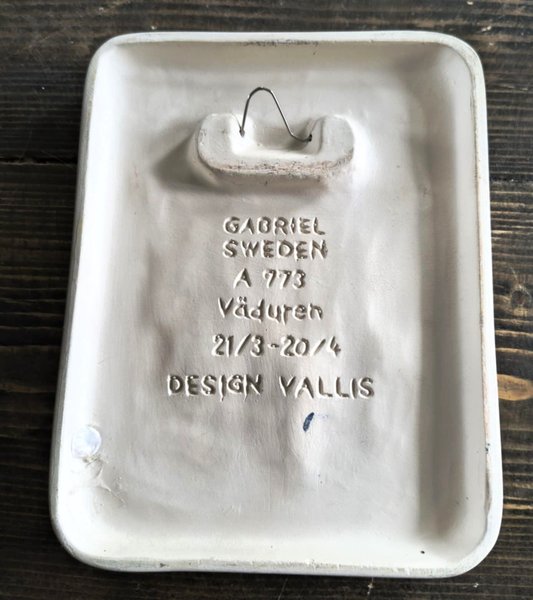 GABRIEL
SWEDEN
A 773
Väduren
21/3-20/4
DESIGN VALLIS